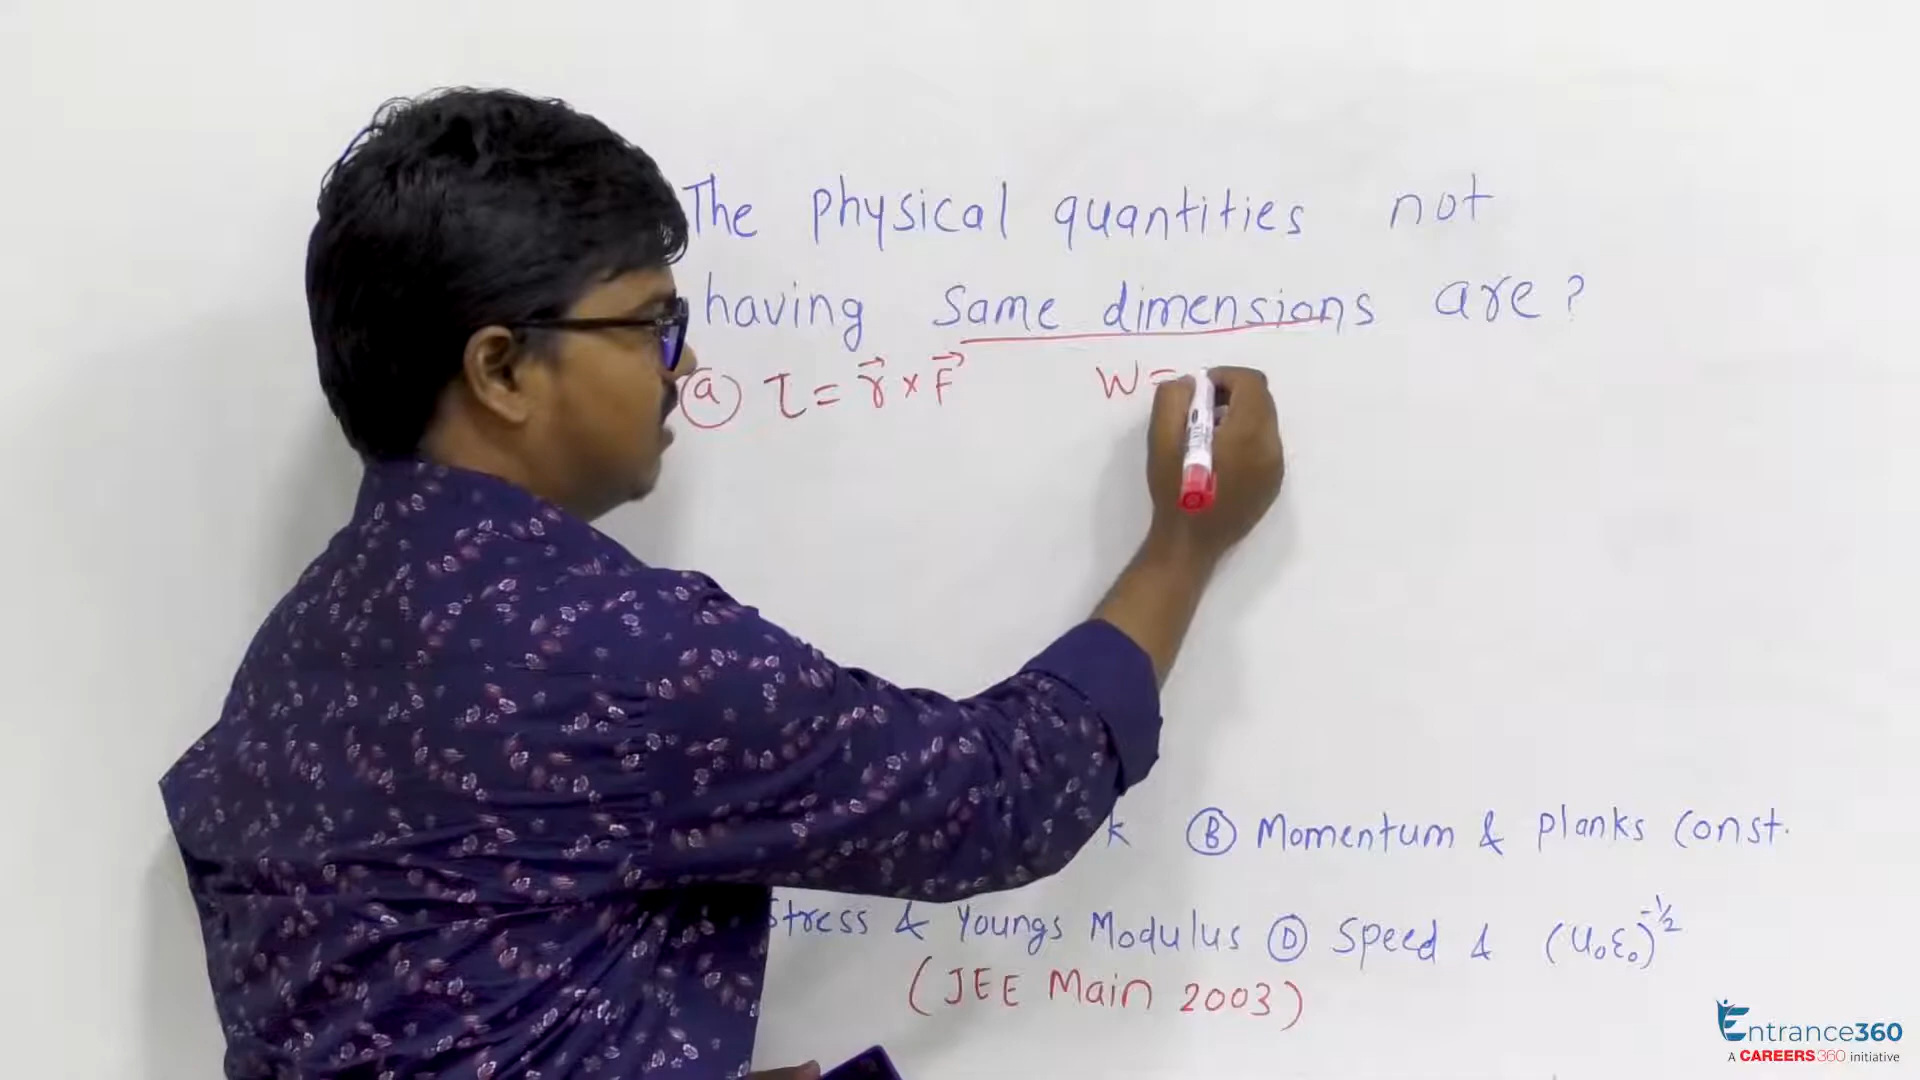 The physical quantities not
having same dimensions are?
(a) τ = r⃗ × F⃗ W =
k (B) Momentum & planks const.
Stress & Youngs Modulus (D) Speed & (u₀ε₀)^-1/2
(JEE Main 2003)
Entrance360
A CAREERS360 initiative